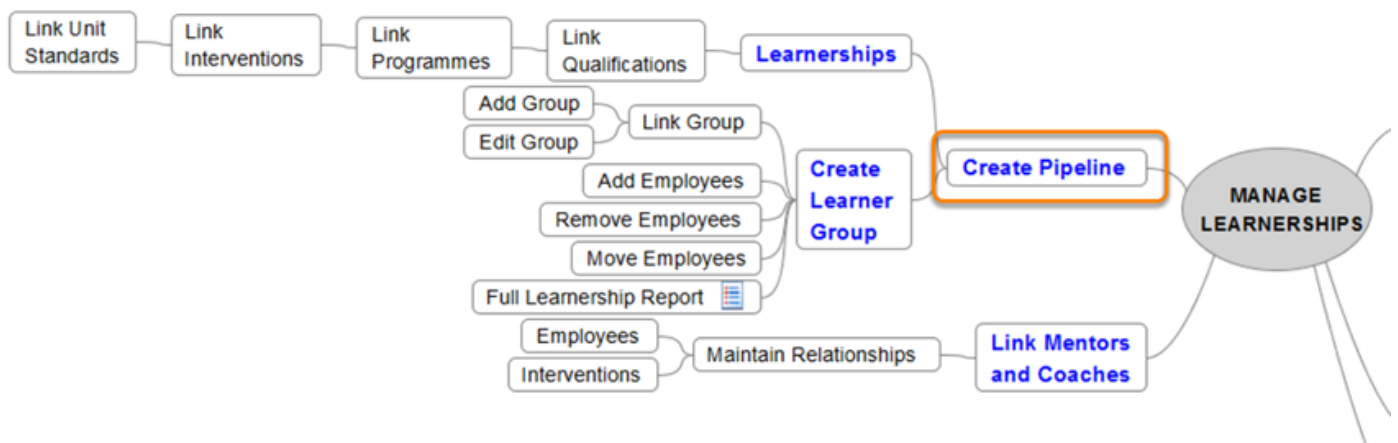 Link Unit
Standards
Link
Interventions
Link
Programmes
Link
Qualifications
Learnerships
Add Group
Edit Group
Link Group
Add Employees
Remove Employees
Move Employees
Full Learnership Report
Create
Learner
Group
Create Pipeline
MANAGE
LEARNERSHIPS
Employees
Interventions
Maintain Relationships
Link Mentors
and Coaches